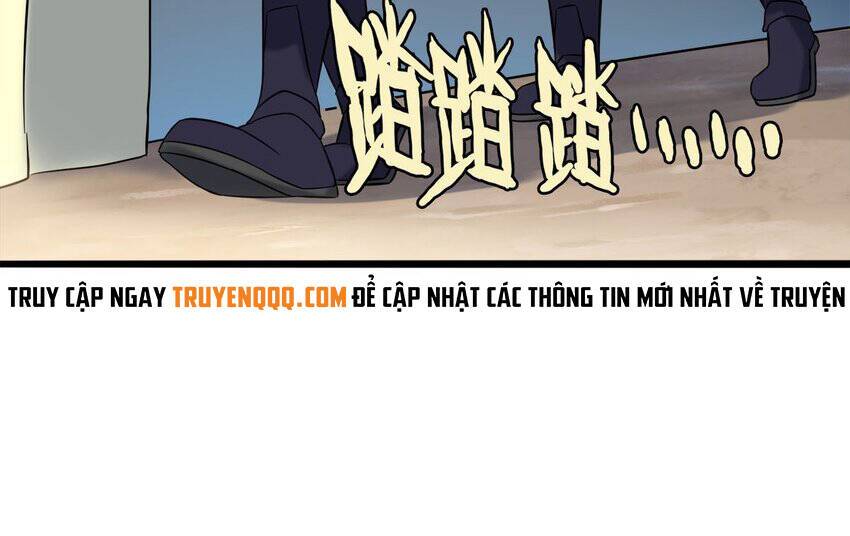 踏踏踏......
TRUY CẬP NGAY TRUYENQQQ.COM ĐỂ CẬP NHẬT CÁC THÔNG TIN MỚI NHẤT VỀ TRUYỆN